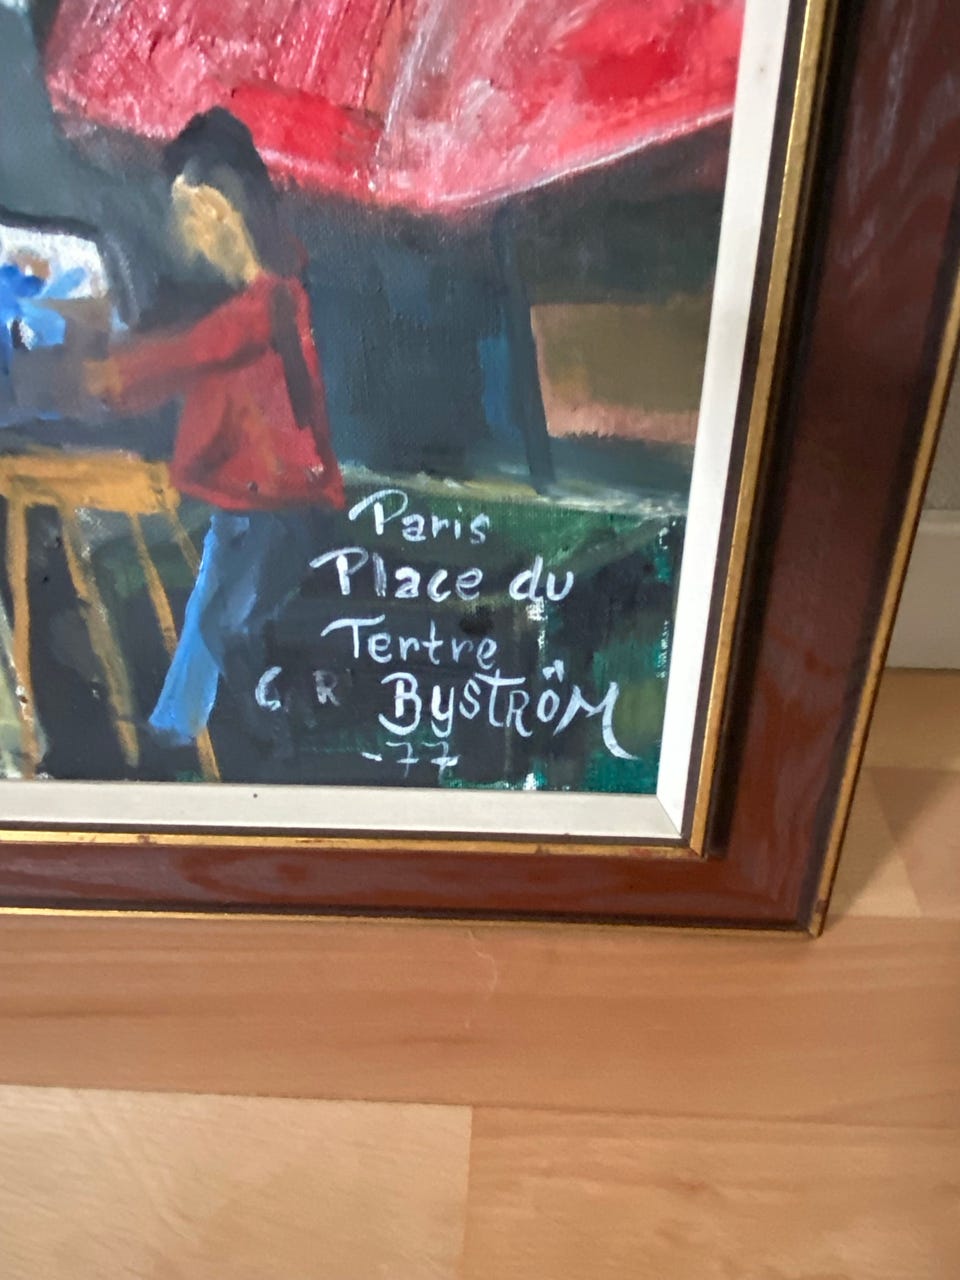 Paris
Place du
Tertre
C R BYSTRÖM
-77